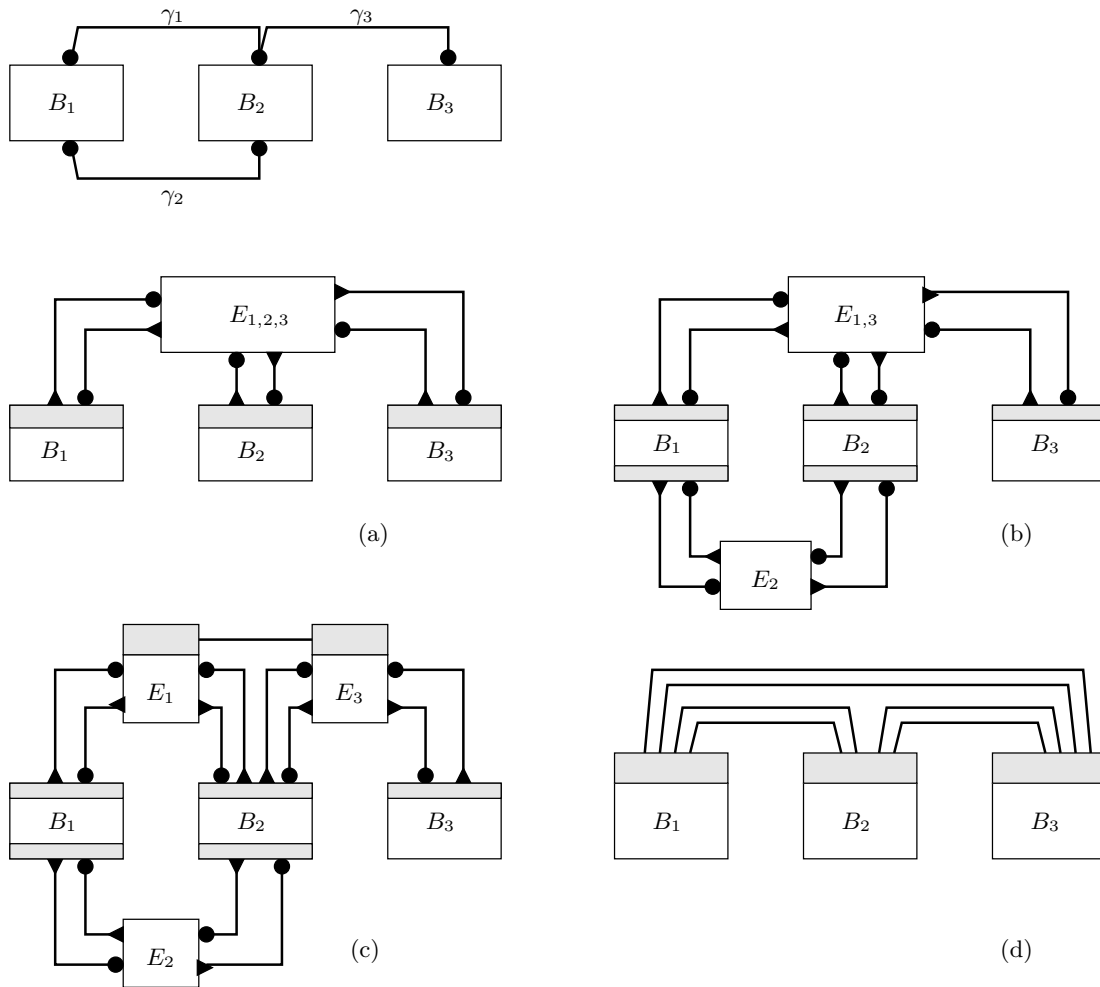 γ₁ γ₃
B₁ B₂ B₃
γ₂
E₁,₂,₃
B₁ B₂ B₃
(a)
E₁,₃
B₁ B₂ B₃
E₂
(b)
E₁ E₃
B₁ B₂ B₃
E₂
(c)
B₁ B₂ B₃
(d)